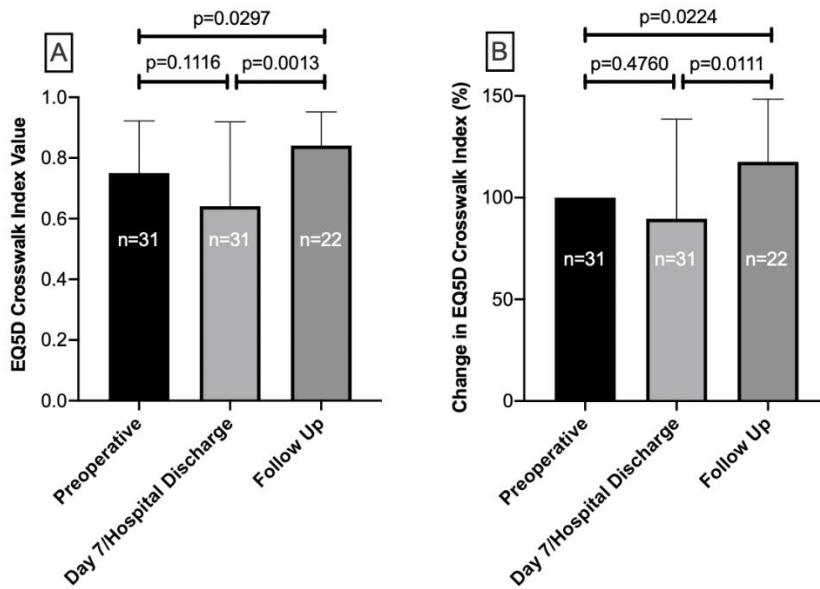 A
p=0.0297
p=0.1116
p=0.0013
EQ5D Crosswalk Index Value
1.0
0.8
0.6
0.4
0.2
0.0
n=31
n=31
n=22
Preoperative
Day 7/Hospital Discharge
Follow Up
B
p=0.0224
p=0.4760
p=0.0111
Change in EQ5D Crosswalk Index (%)
150
100
50
0
n=31
n=31
n=22
Preoperative
Day 7/Hospital Discharge
Follow Up